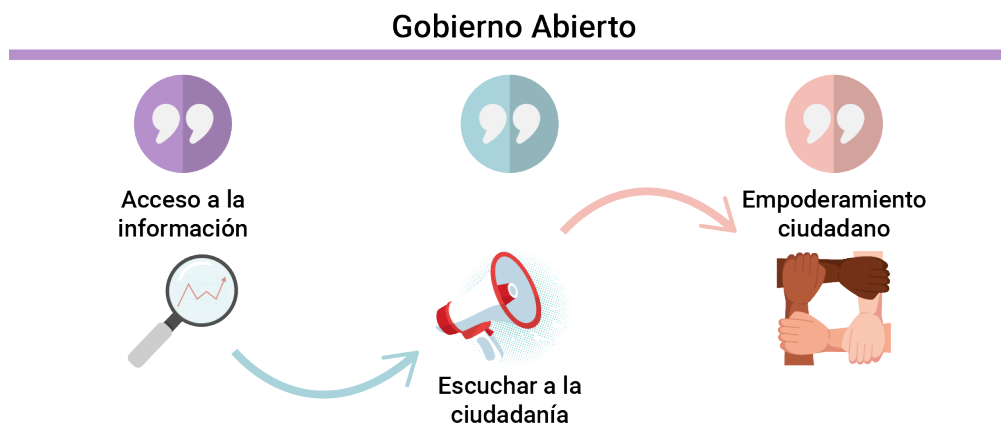 Gobierno Abierto
Acceso a la
información
Escuchar a la
ciudadanía
Empoderamiento
ciudadano